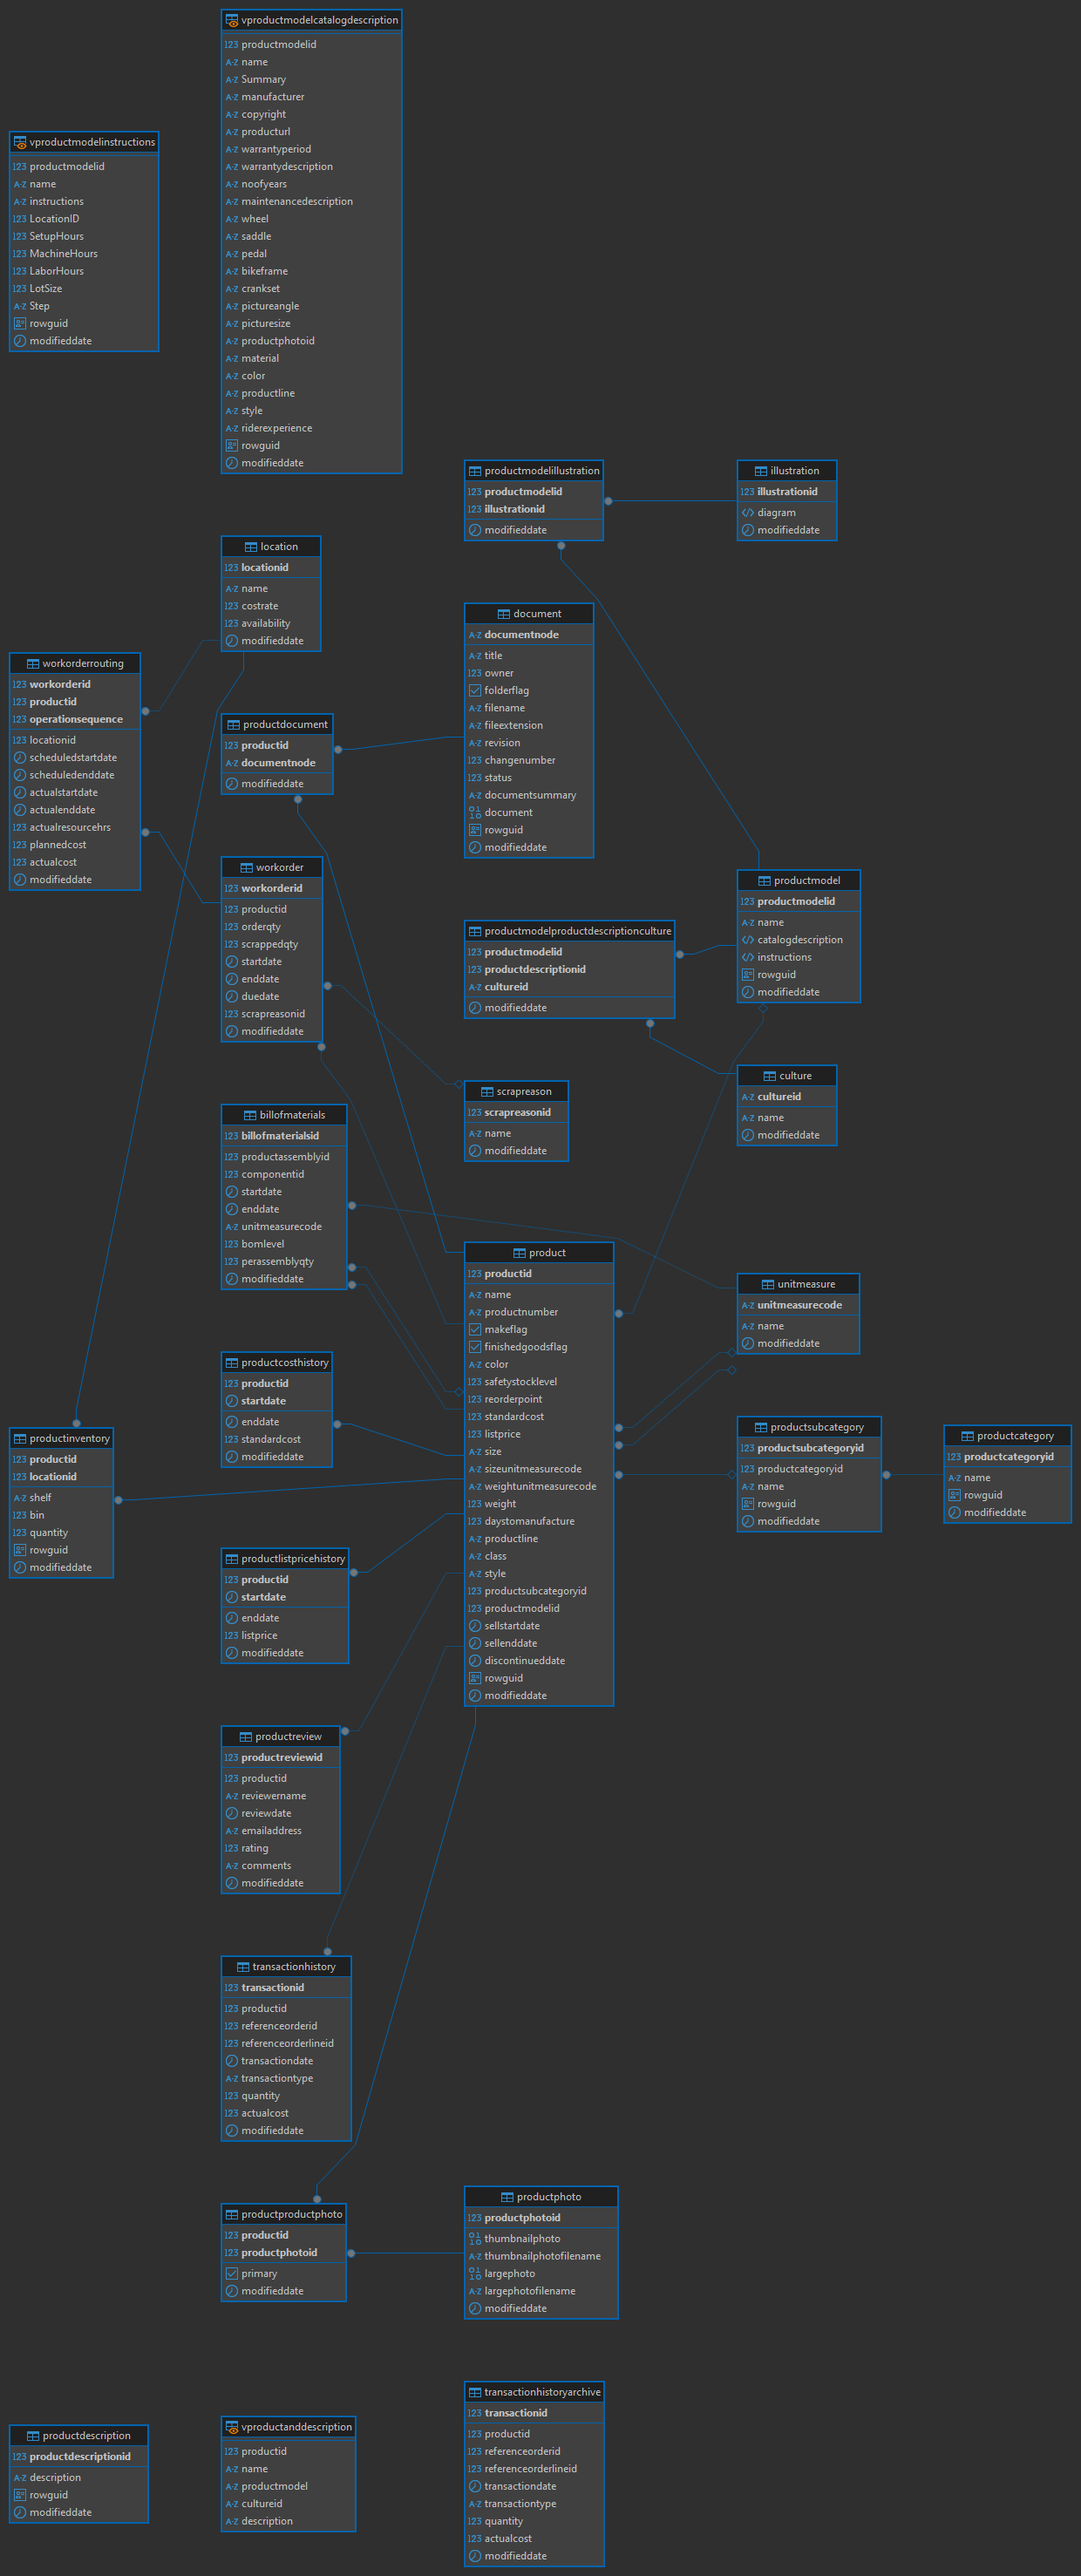 vproductmodelcatalogdescription
123 productmodelid
A-Z name
A-Z Summary
A-Z manufacturer
A-Z copyright
A-Z producturl
A-Z warrantyperiod
A-Z warrantydescription
A-Z noofyears
A-Z maintenancedescription
A-Z wheel
A-Z saddle
A-Z pedal
A-Z bikeframe
A-Z crankset
A-Z pictureangle
A-Z picturesize
A-Z productphotoid
A-Z material
A-Z color
A-Z productline
A-Z style
A-Z riderexperience
rowguid
modifieddate
vproductmodelinstructions
123 productmodelid
A-Z name
A-Z instructions
123 LocationID
123 SetupHours
123 MachineHours
123 LaborHours
123 LotSize
A-Z Step
rowguid
modifieddate
productmodelillustration
123 productmodelid
123 illustrationid
modifieddate
illustration
123 illustrationid
diagram
modifieddate
location
123 locationid
A-Z name
123 costrate
123 availability
modifieddate
document
A-Z documentnode
A-Z title
123 owner
folderflag
A-Z filename
A-Z fileextension
A-Z revision
123 changenumber
123 status
A-Z documentsummary
document
rowguid
modifieddate
workorderrouting
123 workorderid
123 productid
123 operationsequence
123 locationid
scheduledstartdate
scheduledenddate
actualstartdate
actualenddate
123 actualresourcehrs
123 plannedcost
123 actualcost
modifieddate
productdocument
123 productid
A-Z documentnode
modifieddate
workorder
123 workorderid
123 productid
123 orderqty
123 scrappedqty
startdate
enddate
duedate
123 scrapreasonid
modifieddate
productmodel
123 productmodelid
A-Z name
catalogdescription
instructions
rowguid
modifieddate
productmodelproductdescriptionculture
123 productmodelid
123 productdescriptionid
A-Z cultureid
modifieddate
culture
A-Z cultureid
A-Z name
modifieddate
scrapreason
123 scrapreasonid
A-Z name
modifieddate
billofmaterials
123 billofmaterialsid
123 productassemblyid
123 componentid
startdate
enddate
A-Z unitmeasurecode
123 bomlevel
123 perassemblyqty
modifieddate
product
123 productid
A-Z name
A-Z productnumber
makeflag
finishedgoodsflag
A-Z color
123 safetystocklevel
123 reorderpoint
123 standardcost
123 listprice
A-Z size
A-Z sizeunitmeasurecode
A-Z weightunitmeasurecode
123 weight
123 daystomanufacture
A-Z productline
A-Z class
A-Z style
123 productsubcategoryid
123 productmodelid
sellstartdate
sellenddate
discontinueddate
rowguid
modifieddate
unitmeasure
A-Z unitmeasurecode
A-Z name
modifieddate
productcosthistory
123 productid
startdate
enddate
123 standardcost
modifieddate
productsubcategory
123 productsubcategoryid
123 productcategoryid
A-Z name
rowguid
modifieddate
productcategory
123 productcategoryid
A-Z name
rowguid
modifieddate
productinventory
123 productid
123 locationid
A-Z shelf
123 bin
123 quantity
rowguid
modifieddate
productlistpricehistory
123 productid
startdate
enddate
123 listprice
modifieddate
productreview
123 productreviewid
123 productid
A-Z reviewername
reviewdate
A-Z emailaddress
123 rating
A-Z comments
modifieddate
transactionhistory
123 transactionid
123 productid
123 referenceorderid
123 referenceorderlineid
transactiondate
A-Z transactiontype
123 quantity
123 actualcost
modifieddate
productproductphoto
123 productid
123 productphotoid
primary
modifieddate
productphoto
123 productphotoid
thumbnailphoto
A-Z thumbnailphotofilename
largephoto
A-Z largephotofilename
modifieddate
productdescription
123 productdescriptionid
A-Z description
rowguid
modifieddate
vproductanddescription
123 productid
A-Z name
A-Z productmodel
A-Z cultureid
A-Z description
transactionhistoryarchive
123 transactionid
123 productid
123 referenceorderid
123 referenceorderlineid
transactiondate
A-Z transactiontype
123 quantity
123 actualcost
modifieddate